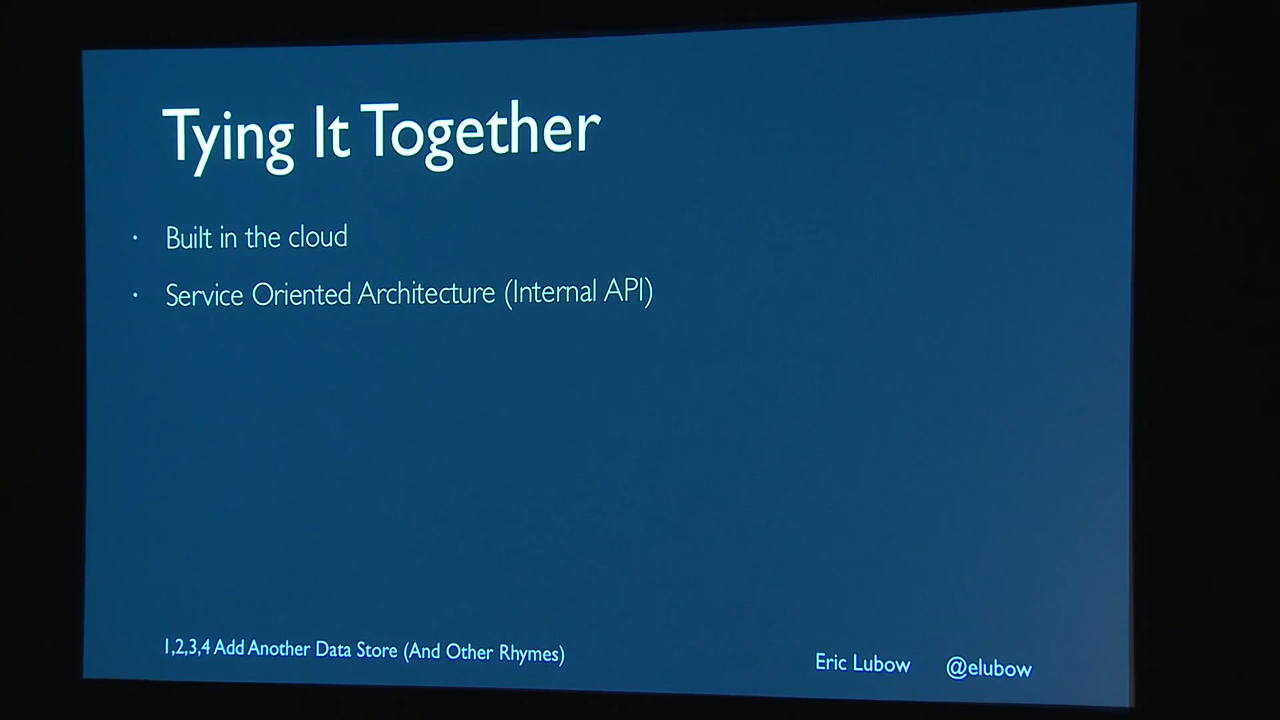 Tying It Together
· Built in the cloud
· Service Oriented Architecture (Internal API)
1,2,3,4 Add Another Data Store (And Other Rhymes)
Eric Lubow @elubow